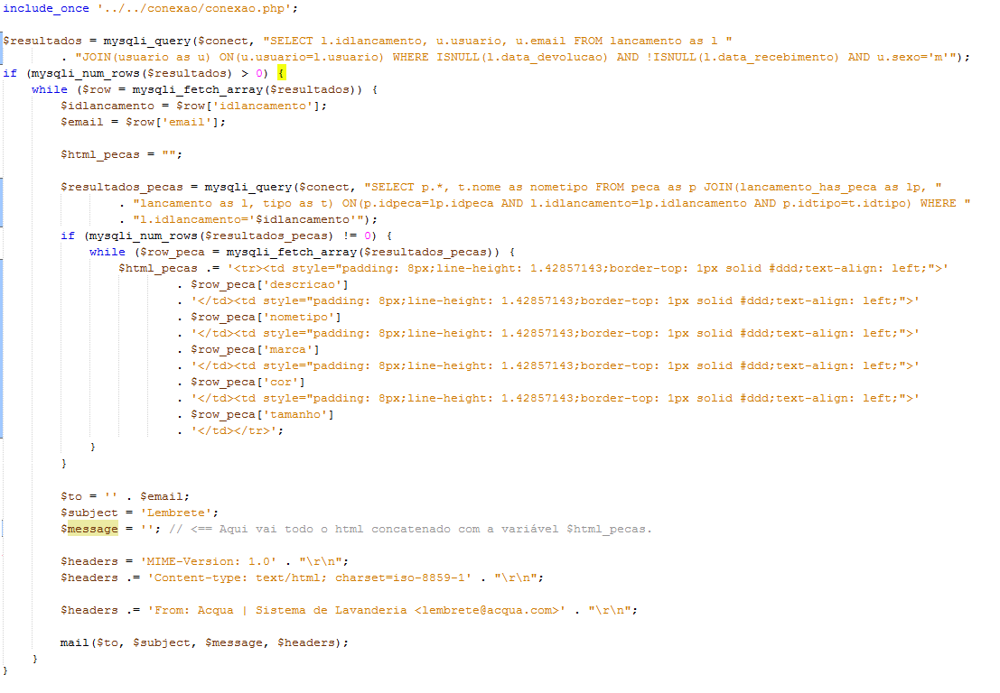 include_once '../../conexao/conexao.php';
$resultados = mysqli_query($conect, "SELECT l.idlancamento, u.usuario, u.email FROM lancamento as l "
. "JOIN(usuario as u) ON(u.usuario=l.usuario) WHERE ISNULL(l.data_devolucao) AND !ISNULL(l.data_recebimento) AND u.sexo='m'");
if (mysqli_num_rows($resultados) > 0) {
while ($row = mysqli_fetch_array($resultados)) {
$idlancamento = $row['idlancamento'];
$email = $row['email'];
$html_pecas = "";
$resultados_pecas = mysqli_query($conect, "SELECT p.*, t.nome as nometipo FROM peca as p JOIN(lancamento_has_peca as lp, "
. "lancamento as l, tipo as t) ON(p.idpeca=lp.idpeca AND l.idlancamento=lp.idlancamento AND p.idtipo=t.idtipo) WHERE "
. "l.idlancamento='$idlancamento'");
if (mysqli_num_rows($resultados_pecas) != 0) {
while ($row_peca = mysqli_fetch_array($resultados_pecas)) {
$html_pecas .= '<tr><td style="padding: 8px;line-height: 1.42857143;border-top: 1px solid #ddd;text-align: left;">'
. $row_peca['descricao']
. '</td><td style="padding: 8px;line-height: 1.42857143;border-top: 1px solid #ddd;text-align: left;">'
. $row_peca['nometipo']
. '</td><td style="padding: 8px;line-height: 1.42857143;border-top: 1px solid #ddd;text-align: left;">'
. $row_peca['marca']
. '</td><td style="padding: 8px;line-height: 1.42857143;border-top: 1px solid #ddd;text-align: left;">'
. $row_peca['cor']
. '</td><td style="padding: 8px;line-height: 1.42857143;border-top: 1px solid #ddd;text-align: left;">'
. $row_peca['tamanho']
. '</td></tr>';
}
}
$to = '' . $email;
$subject = 'Lembrete';
$message = ''; // <== Aqui vai todo o html concatenado com a variável $html_pecas.
$headers = 'MIME-Version: 1.0' . "\r\n";
$headers .= 'Content-type: text/html; charset=iso-8859-1' . "\r\n";
$headers .= 'From: Acqua | Sistema de Lavanderia <lembrete@acqua.com>' . "\r\n";
mail($to, $subject, $message, $headers);
}
}